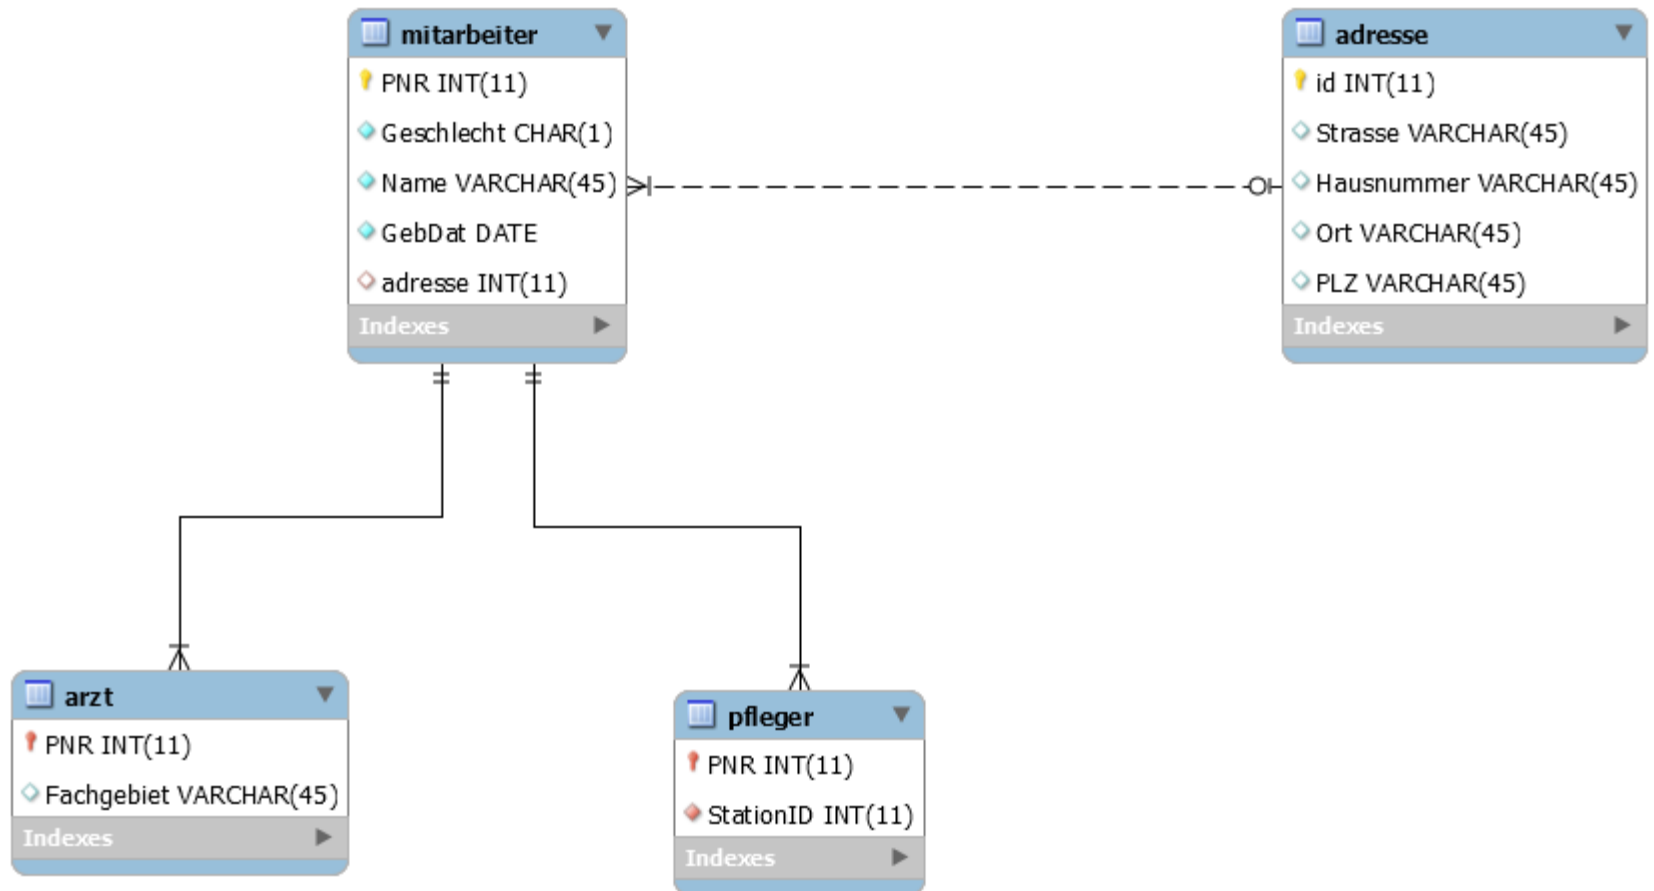 mitarbeiter
PNR INT(11)
Geschlecht CHAR(1)
Name VARCHAR(45)
GebDat DATE
adresse INT(11)
Indexes
adresse
id INT(11)
Strasse VARCHAR(45)
Hausnummer VARCHAR(45)
Ort VARCHAR(45)
PLZ VARCHAR(45)
Indexes
arzt
PNR INT(11)
Fachgebiet VARCHAR(45)
Indexes
pfleger
PNR INT(11)
StationID INT(11)
Indexes